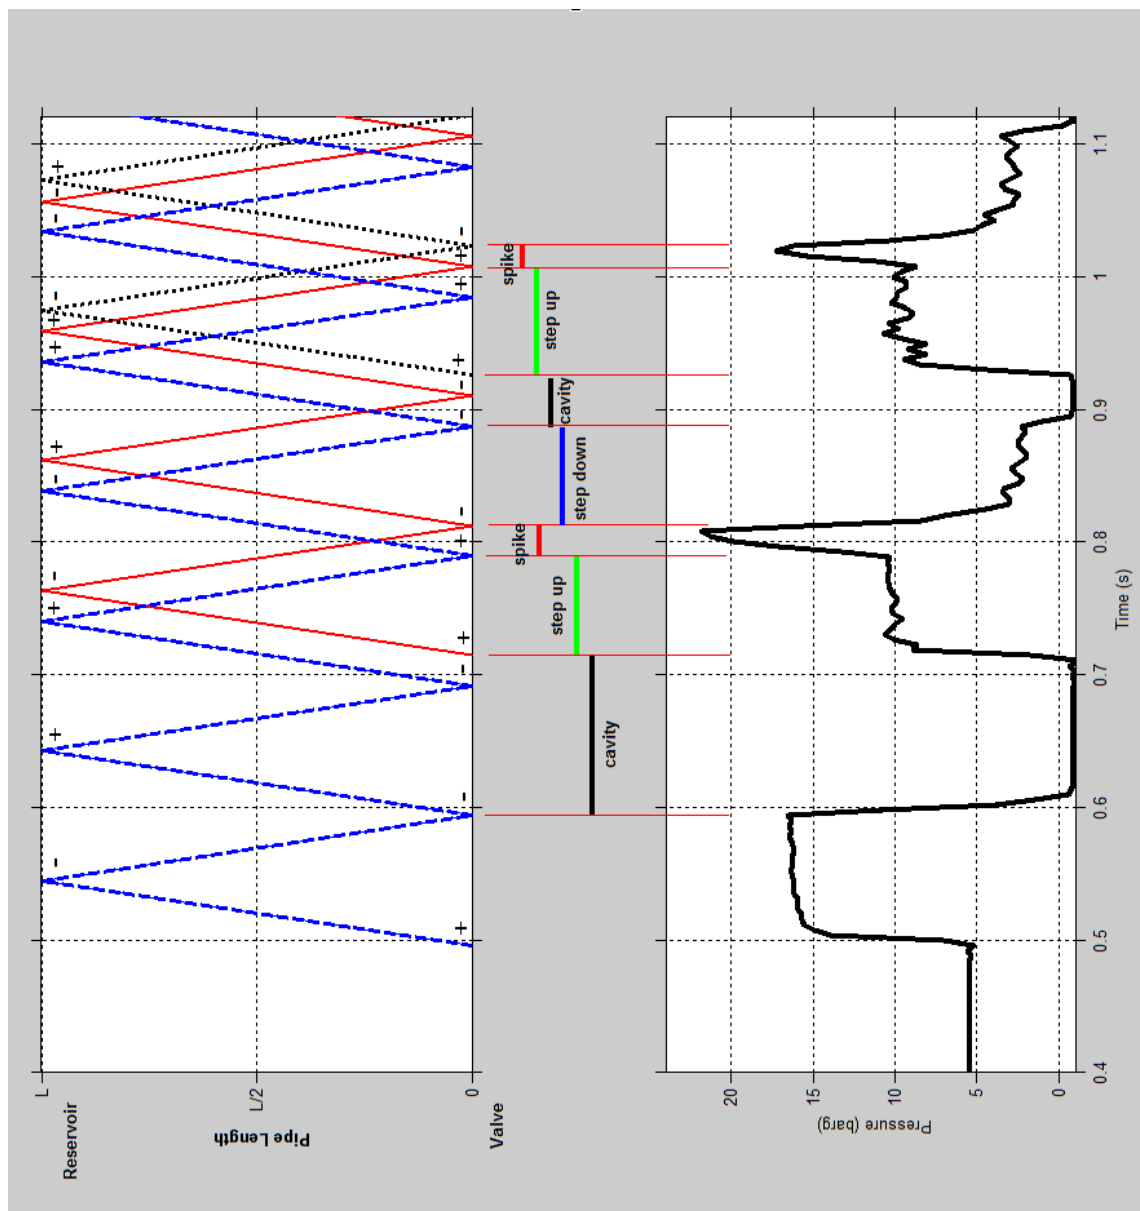 Reservoir
L
L/2
0
Pipe Length
Valve
cavity
step up
spike
step down
cavity
step up
spike
20
15
10
5
0
Pressure (barg)
0.4
0.5
0.6
0.7
0.8
0.9
1
1.1
Time (s)